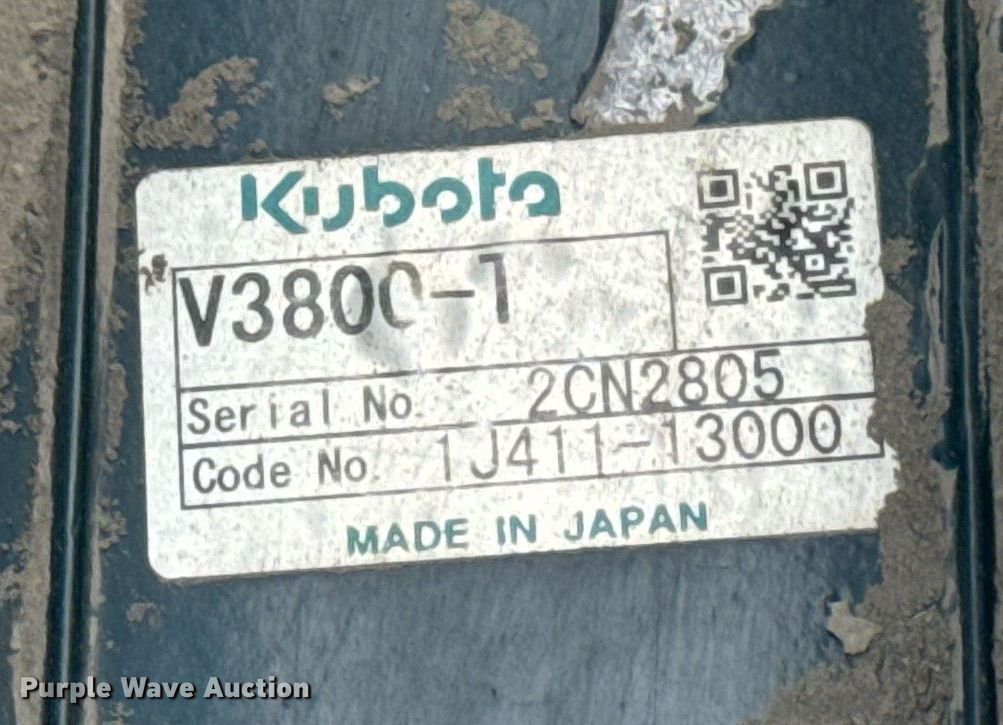 Kubota
V3800-T
Serial No. 2CN2805
Code No. 1J411-13000
MADE IN JAPAN
Purple Wave Auction